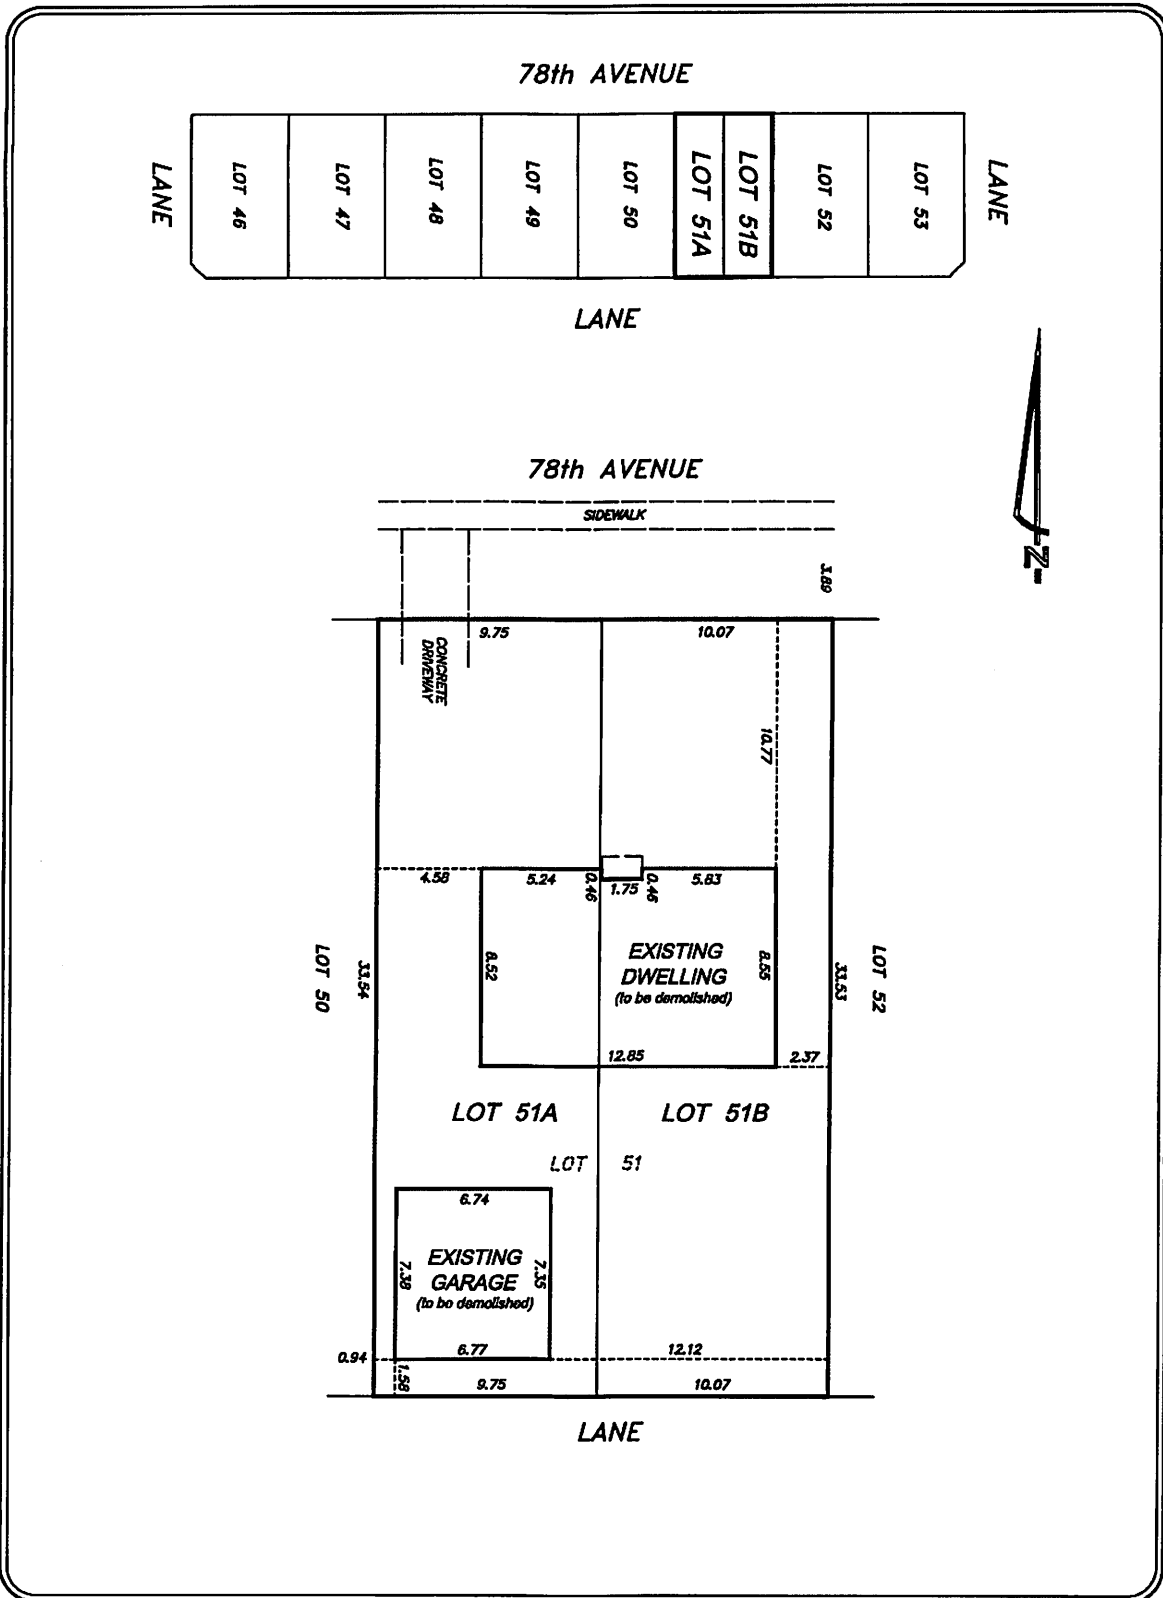 78th AVENUE
LANE
LOT 46
LOT 47
LOT 48
LOT 49
LOT 50
LOT 51A
LOT 51B
LOT 52
LOT 53
LANE
LANE
-Z-
78th AVENUE
SIDEWALK
3.89
9.75
10.07
CONCRETE
DRIVEWAY
10.77
4.58
5.24
0.46
1.75
0.46
5.83
LOT 50
33.54
8.52
EXISTING
DWELLING
(to be demolished)
8.55
33.53
LOT 52
12.85
2.37
LOT 51A
LOT 51B
LOT 51
6.74
7.38
EXISTING
GARAGE
(to be demolished)
7.35
0.94
6.77
12.12
1.58
9.75
10.07
LANE